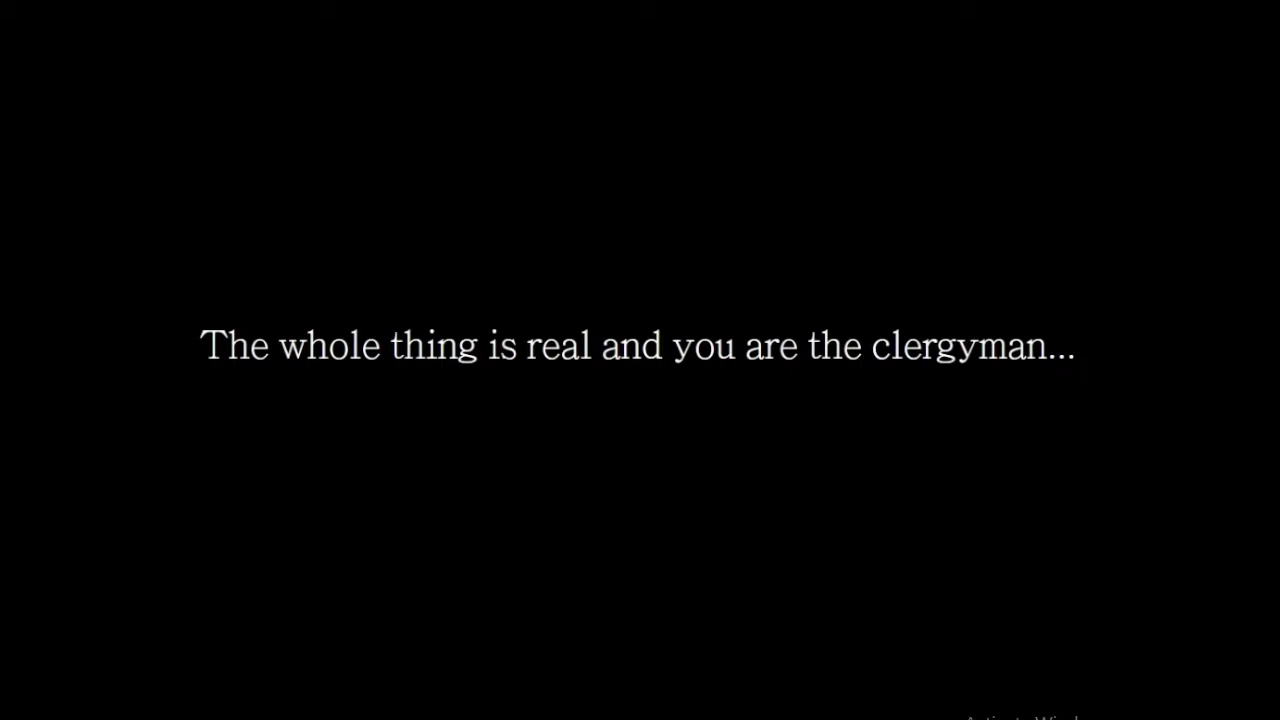 The whole thing is real and you are the clergyman...